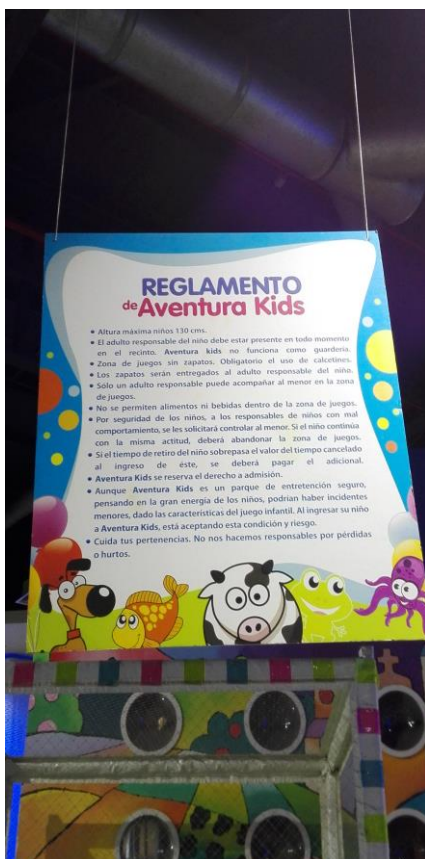 REGLAMENTO
de Aventura Kids
• Altura máxima niños 130 cms.
• El adulto responsable del niño debe estar presente en todo momento
en el recinto. Aventura kids no funciona como guardería.
• Zona de juegos sin zapatos. Obligatorio el uso de calcetines.
• Los zapatos serán entregados al adulto responsable del niño.
• Sólo un adulto responsable puede acompañar al menor en la zona
de juegos.
• No se permiten alimentos ni bebidas dentro de la zona de juegos.
• Por seguridad de los niños, a los responsables de niños con mal
comportamiento, se les solicitará controlar al menor. Si el niño continúa
con la misma actitud, deberá abandonar la zona de juegos.
• Si el tiempo de retiro del niño sobrepasa el valor del tiempo cancelado
al ingreso de éste, se deberá pagar el adicional.
• Aventura Kids se reserva el derecho a admisión.
• Aunque Aventura Kids es un parque de entretención seguro,
pensando en la gran energía de los niños, podrían haber incidentes
menores, dado las características del juego infantil. Al ingresar su niño
a Aventura Kids, está aceptando esta condición y riesgo.
• Cuida tus pertenencias. No nos hacemos responsables por pérdidas
o hurtos.